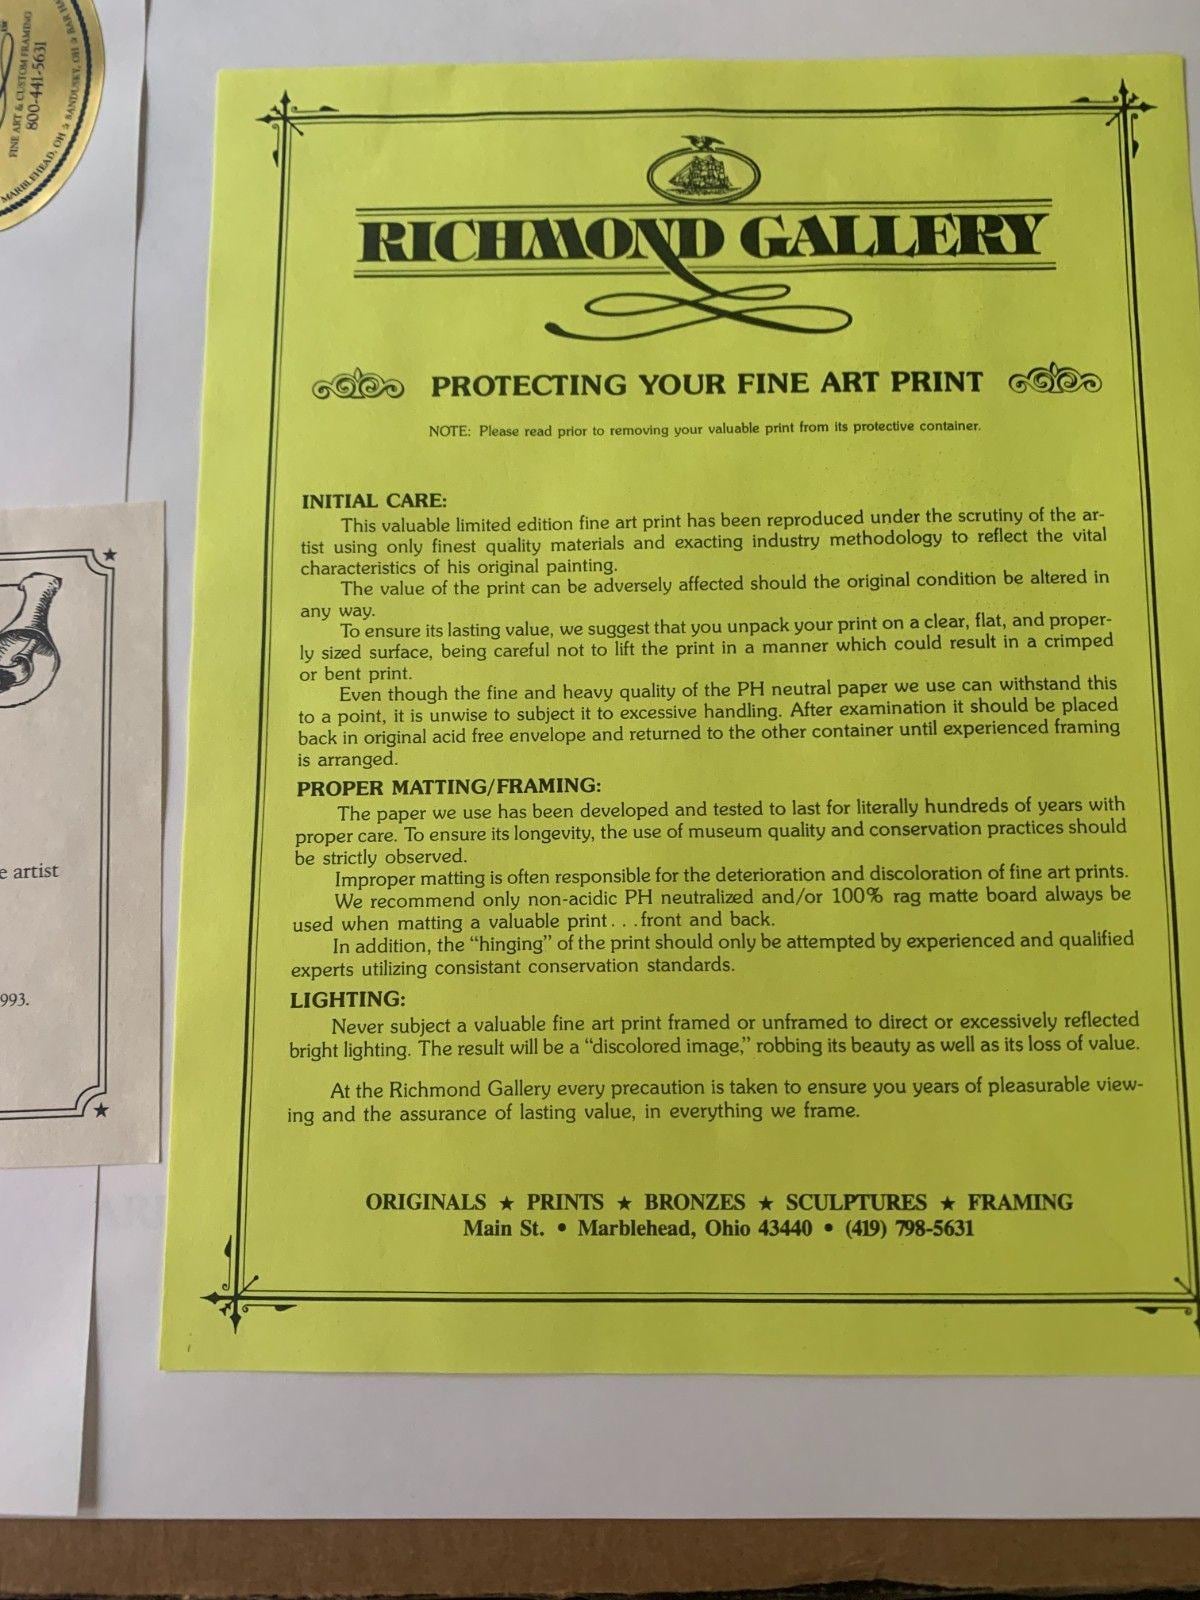 FINE ART & CUSTOM FRAMING
800-441-5631
MARBLEHEAD, OH
SANDUSKY, OH
BAR HA
e artist
993.
RICHMOND GALLERY
PROTECTING YOUR FINE ART PRINT
NOTE: Please read prior to removing your valuable print from its protective container.
INITIAL CARE:
This valuable limited edition fine art print has been reproduced under the scrutiny of the ar-
tist using only finest quality materials and exacting industry methodology to reflect the vital
characteristics of his original painting.
The value of the print can be adversely affected should the original condition be altered in
any way.
To ensure its lasting value, we suggest that you unpack your print on a clear, flat, and proper-
ly sized surface, being careful not to lift the print in a manner which could result in a crimped
or bent print.
Even though the fine and heavy quality of the PH neutral paper we use can withstand this
to a point, it is unwise to subject it to excessive handling. After examination it should be placed
back in original acid free envelope and returned to the other container until experienced framing
is arranged.
PROPER MATTING/FRAMING:
The paper we use has been developed and tested to last for literally hundreds of years with
proper care. To ensure its longevity, the use of museum quality and conservation practices should
be strictly observed.
Improper matting is often responsible for the deterioration and discoloration of fine art prints.
We recommend only non-acidic PH neutralized and/or 100% rag matte board always be
used when matting a valuable print. . .front and back.
In addition, the “hinging” of the print should only be attempted by experienced and qualified
experts utilizing consistant conservation standards.
LIGHTING:
Never subject a valuable fine art print framed or unframed to direct or excessively reflected
bright lighting. The result will be a “discolored image,” robbing its beauty as well as its loss of value.
At the Richmond Gallery every precaution is taken to ensure you years of pleasurable view-
ing and the assurance of lasting value, in everything we frame.
ORIGINALS ★ PRINTS ★ BRONZES ★ SCULPTURES ★ FRAMING
Main St. • Marblehead, Ohio 43440 • (419) 798-5631